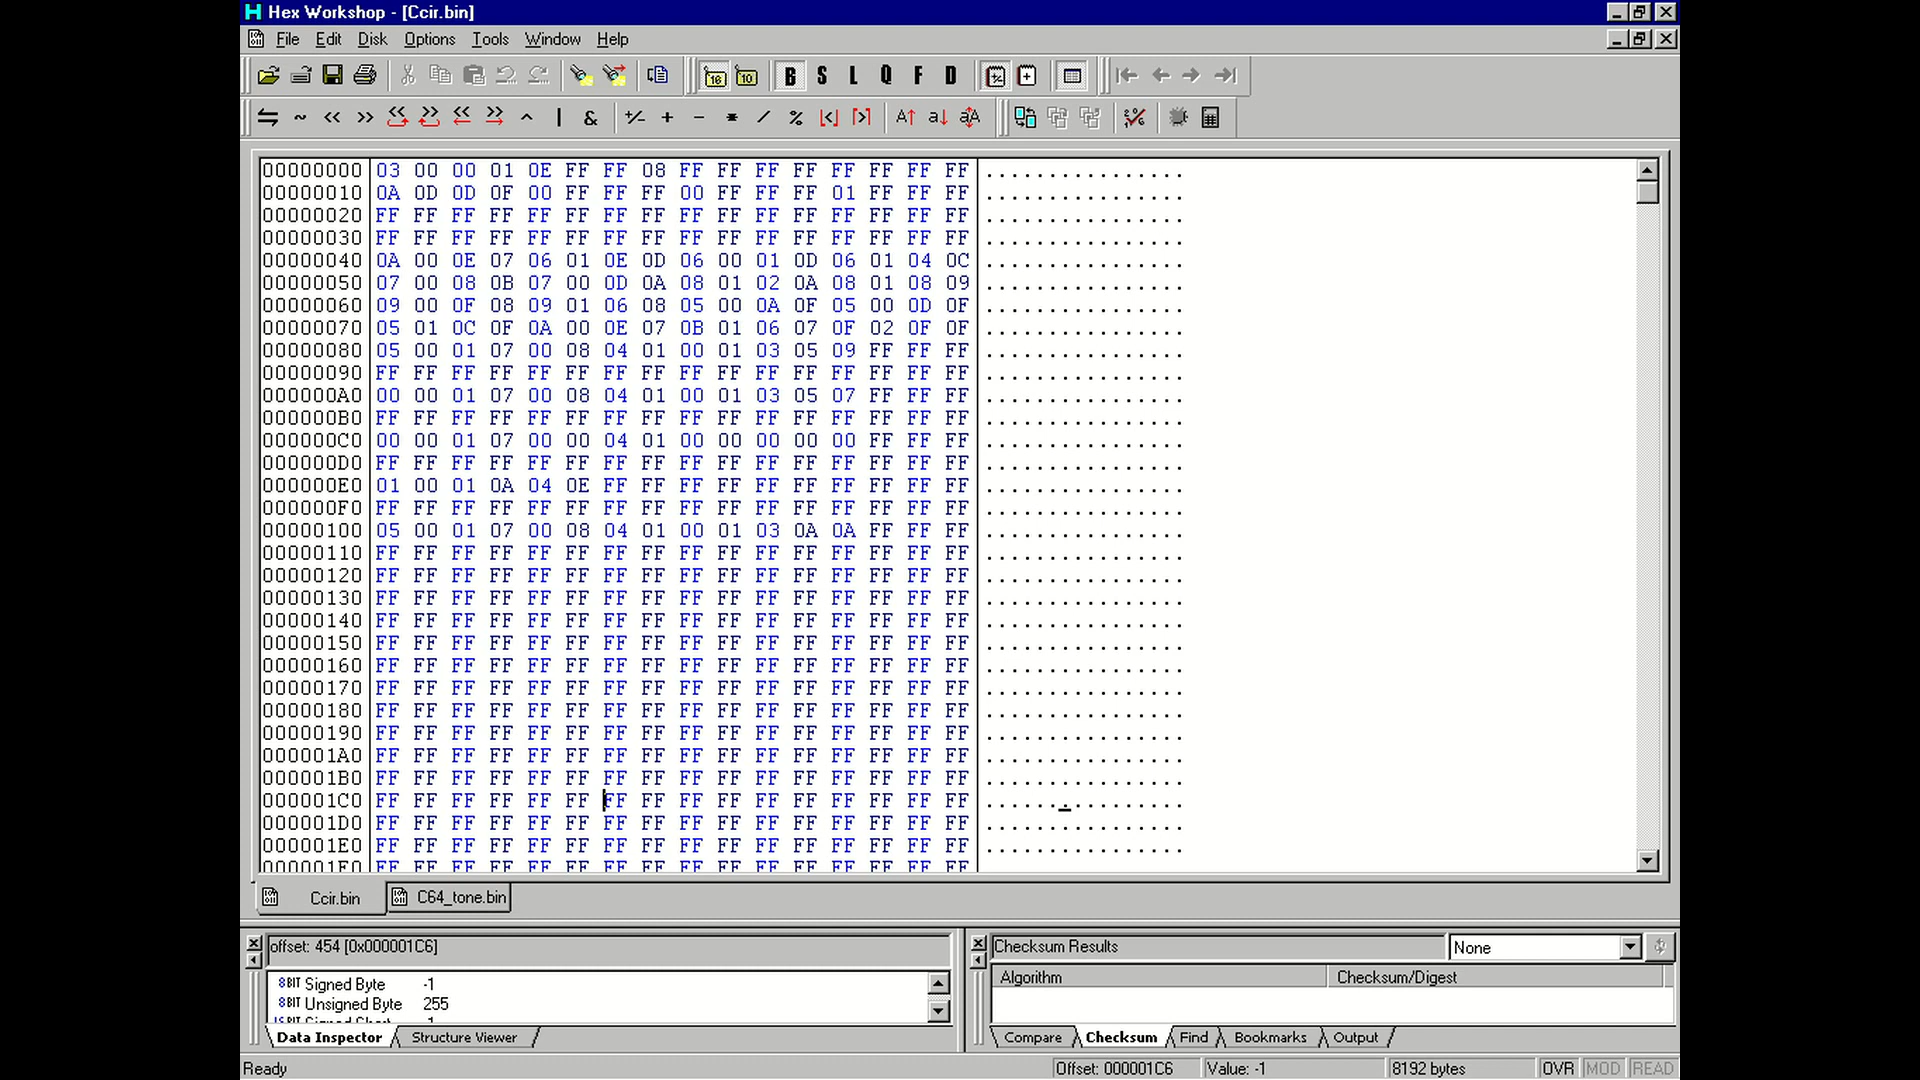 Hex Workshop - [Ccir.bin]
File Edit Disk Options Tools Window Help
16 10 B S L Q F D
00000000 03 00 00 01 0E FF FF 08 FF FF FF FF FF FF FF FF ................
00000010 0A 0D 0D 0F 00 FF FF FF 00 FF FF FF 01 FF FF FF ................
00000020 FF FF FF FF FF FF FF FF FF FF FF FF FF FF FF FF ................
00000030 FF FF FF FF FF FF FF FF FF FF FF FF FF FF FF FF ................
00000040 0A 00 0E 07 06 01 0E 0D 06 00 01 0D 06 01 04 0C ................
00000050 07 00 08 0B 07 00 0D 0A 08 01 02 0A 08 01 08 09 ................
00000060 09 00 0F 08 09 01 06 08 05 00 0A 0F 05 00 0D 0F ................
00000070 05 01 0C 0F 0A 00 0E 07 0B 01 06 07 0F 02 0F 0F ................
00000080 05 00 01 07 00 08 04 01 00 01 03 05 09 FF FF FF ................
00000090 FF FF FF FF FF FF FF FF FF FF FF FF FF FF FF FF ................
000000A0 00 00 01 07 00 08 04 01 00 01 03 05 07 FF FF FF ................
000000B0 FF FF FF FF FF FF FF FF FF FF FF FF FF FF FF FF ................
000000C0 00 00 01 07 00 00 04 01 00 00 00 00 00 FF FF FF ................
000000D0 FF FF FF FF FF FF FF FF FF FF FF FF FF FF FF FF ................
000000E0 01 00 01 0A 04 0E FF FF FF FF FF FF FF FF FF FF ................
000000F0 FF FF FF FF FF FF FF FF FF FF FF FF FF FF FF FF ................
00000100 05 00 01 07 00 08 04 01 00 01 03 0A 0A FF FF FF ................
00000110 FF FF FF FF FF FF FF FF FF FF FF FF FF FF FF FF ................
00000120 FF FF FF FF FF FF FF FF FF FF FF FF FF FF FF FF ................
00000130 FF FF FF FF FF FF FF FF FF FF FF FF FF FF FF FF ................
00000140 FF FF FF FF FF FF FF FF FF FF FF FF FF FF FF FF ................
00000150 FF FF FF FF FF FF FF FF FF FF FF FF FF FF FF FF ................
00000160 FF FF FF FF FF FF FF FF FF FF FF FF FF FF FF FF ................
00000170 FF FF FF FF FF FF FF FF FF FF FF FF FF FF FF FF ................
00000180 FF FF FF FF FF FF FF FF FF FF FF FF FF FF FF FF ................
00000190 FF FF FF FF FF FF FF FF FF FF FF FF FF FF FF FF ................
000001A0 FF FF FF FF FF FF FF FF FF FF FF FF FF FF FF FF ................
000001B0 FF FF FF FF FF FF FF FF FF FF FF FF FF FF FF FF ................
000001C0 FF FF FF FF FF FF FF FF FF FF FF FF FF FF FF FF ................
000001D0 FF FF FF FF FF FF FF FF FF FF FF FF FF FF FF FF ................
000001E0 FF FF FF FF FF FF FF FF FF FF FF FF FF FF FF FF ................
000001F0 FF FF FF FF FF FF FF FF FF FF FF FF FF FF FF FF
Ccir.bin C64_tone.bin
offset: 454 [0x000001C6]
8BIT Signed Byte -1
8BIT Unsigned Byte 255
16BIT Signed Short -1
Data Inspector Structure Viewer
Checksum Results None
Algorithm Checksum/Digest
Compare Checksum Find Bookmarks Output
Ready Offset: 000001C6 Value: -1 8192 bytes OVR MOD READ